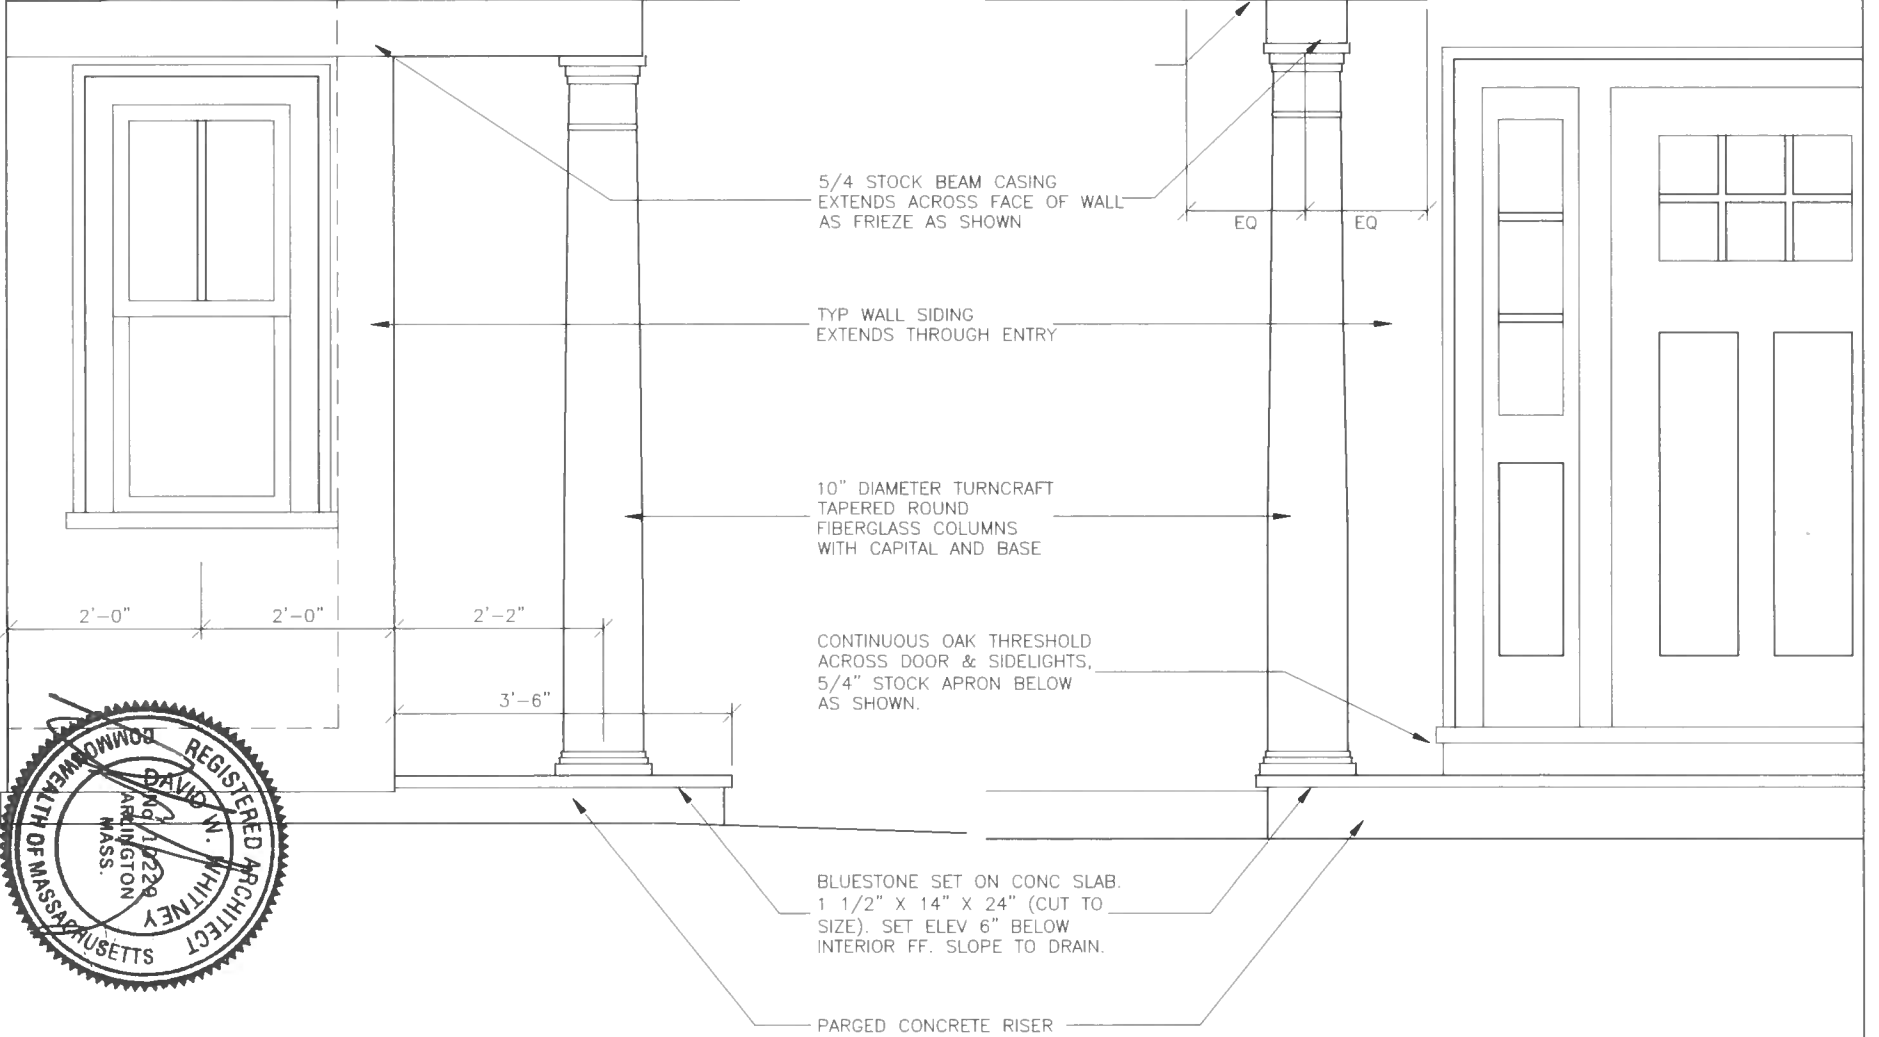 5/4 STOCK BEAM CASING
EXTENDS ACROSS FACE OF WALL
AS FRIEZE AS SHOWN
EQ
EQ
TYP WALL SIDING
EXTENDS THROUGH ENTRY
10" DIAMETER TURNCRAFT
TAPERED ROUND
FIBERGLASS COLUMNS
WITH CAPITAL AND BASE
2'-0"
2'-0"
2'-2"
3'-6"
CONTINUOUS OAK THRESHOLD
ACROSS DOOR & SIDELIGHTS,
5/4" STOCK APRON BELOW
AS SHOWN.
REGISTERED ARCHITECT
COMMONWEALTH OF MASSACHUSETTS
DAVID W. WHITNEY
No. 10229
ARLINGTON
MASS.
BLUESTONE SET ON CONC SLAB.
1 1/2" X 14" X 24" (CUT TO
SIZE). SET ELEV 6" BELOW
INTERIOR FF. SLOPE TO DRAIN.
PARGED CONCRETE RISER